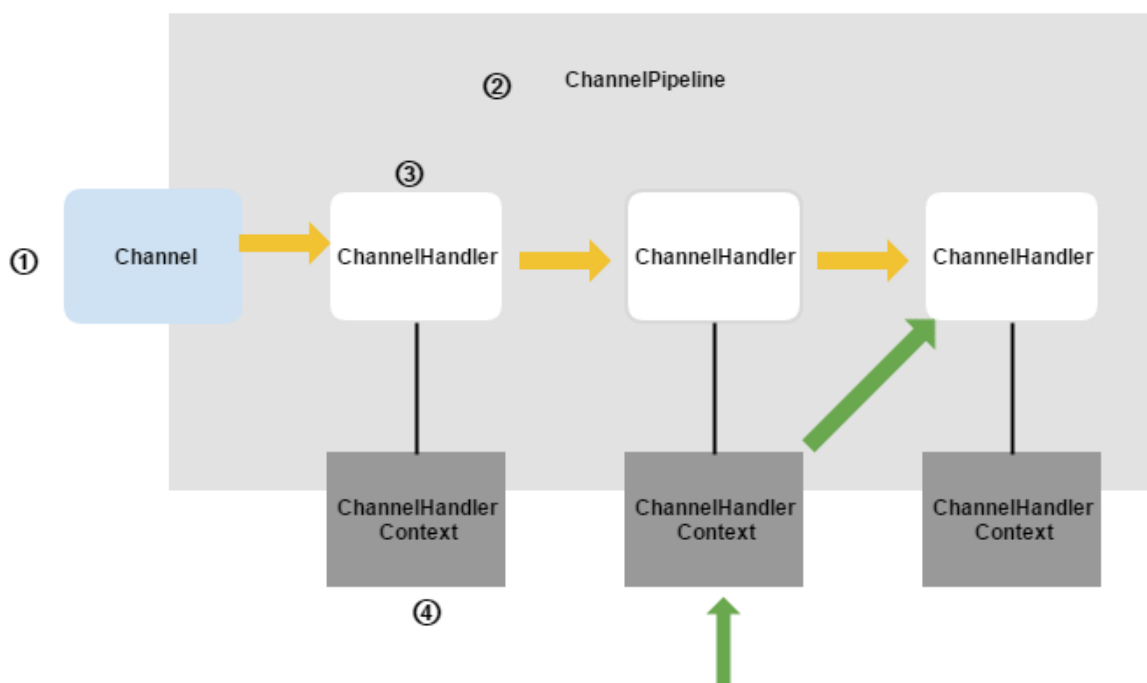 ② ChannelPipeline
③
① Channel
ChannelHandler
ChannelHandler
ChannelHandler
ChannelHandler
Context
ChannelHandler
Context
ChannelHandler
Context
④